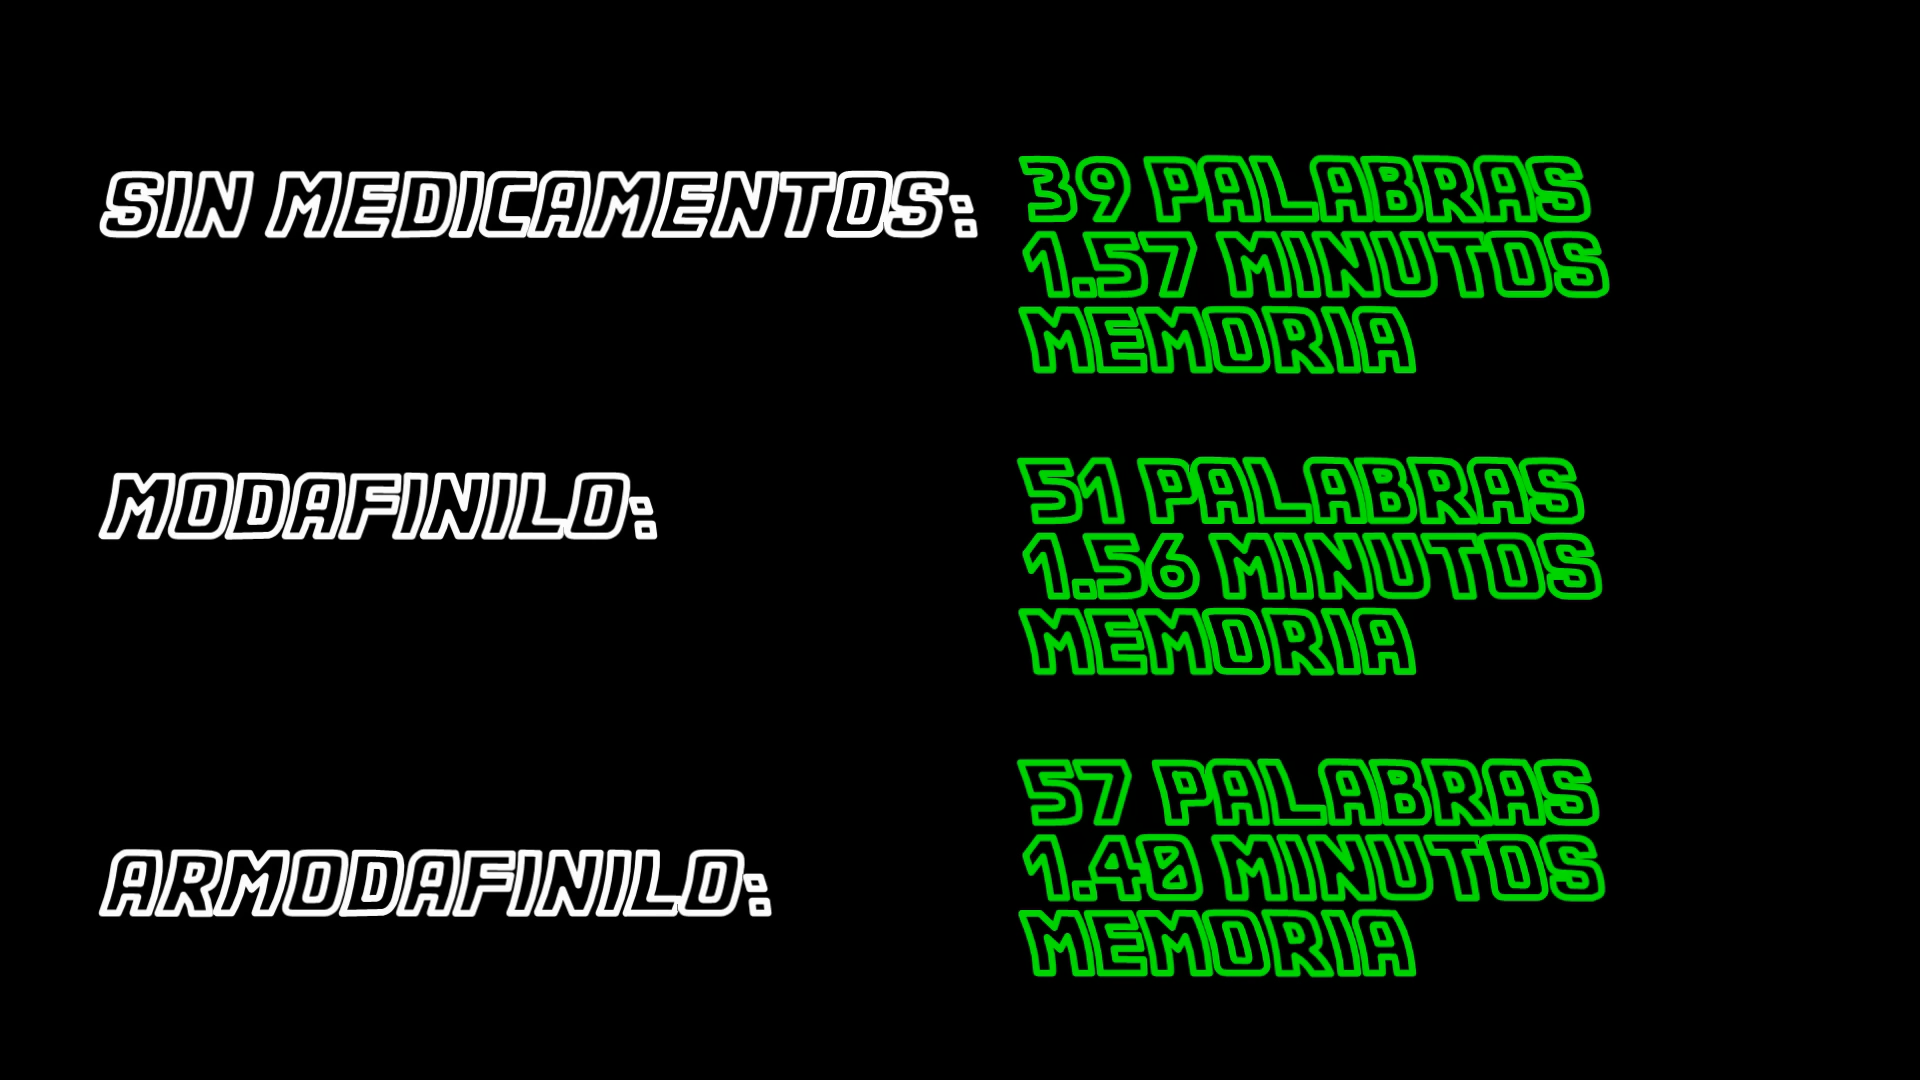 SIN MEDICAMENTOS:
39 PALABRAS
1.57 MINUTOS
MEMORIA
MODAFINILO:
51 PALABRAS
1.56 MINUTOS
MEMORIA
ARMODAFINILO:
57 PALABRAS
1.40 MINUTOS
MEMORIA